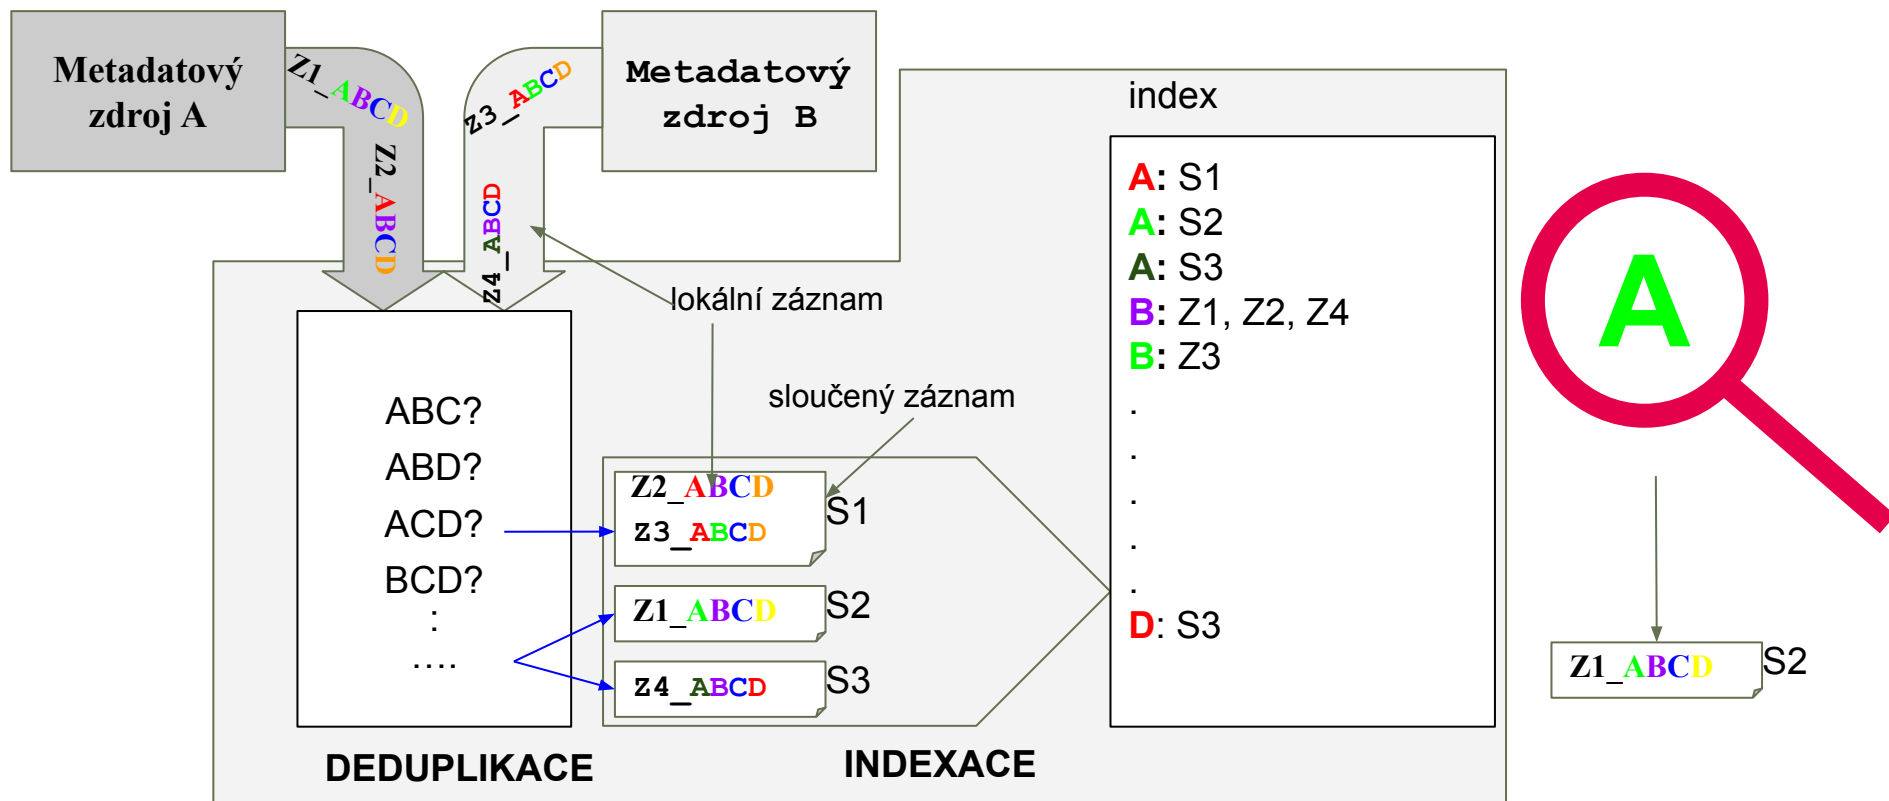 Metadatový
zdroj A
Z1_ABCD
Z2_ABCD
Z3_ABCD
Z4_ABCD
Metadatový
zdroj B
index
A: S1
A: S2
A: S3
B: Z1, Z2, Z4
B: Z3
.
.
.
.
.
D: S3
A
lokální záznam
sloučený záznam
ABC?
ABD?
ACD?
BCD?
:
....
Z2_ABCD
Z3_ABCD
S1
Z1_ABCD
S2
Z4_ABCD
S3
Z1_ABCD
S2
DEDUPLIKACE
INDEXACE